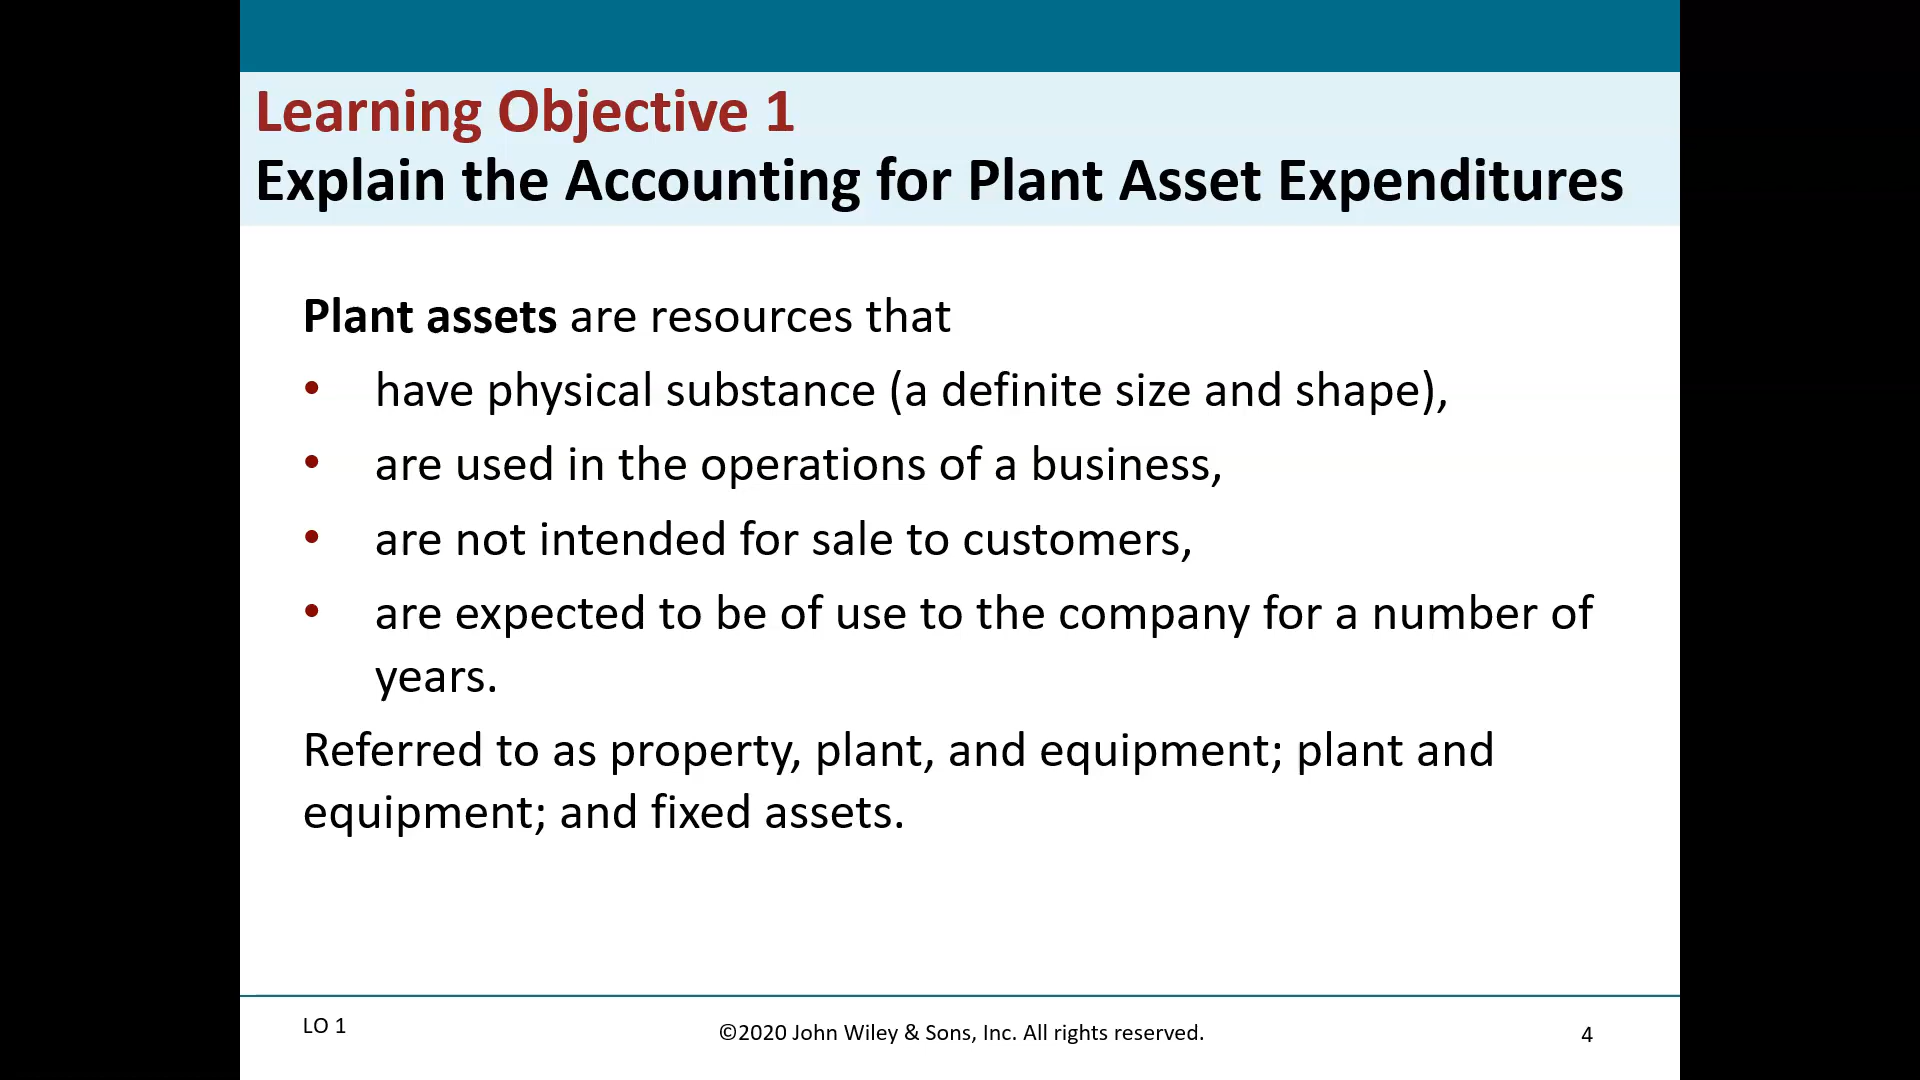 Learning Objective 1
Explain the Accounting for Plant Asset Expenditures
Plant assets are resources that
• have physical substance (a definite size and shape),
• are used in the operations of a business,
• are not intended for sale to customers,
• are expected to be of use to the company for a number of
years.
Referred to as property, plant, and equipment; plant and
equipment; and fixed assets.
LO 1
©2020 John Wiley & Sons, Inc. All rights reserved.
4